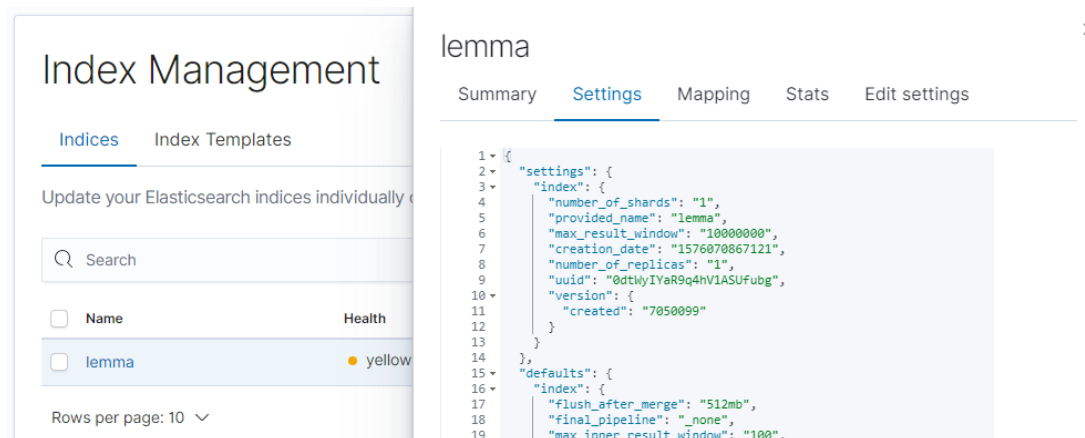 Index Management
Indices Index Templates
Update your Elasticsearch indices individually
Search
Name Health
lemma yellow
Rows per page: 10
lemma
Summary Settings Mapping Stats Edit settings
1 {
2 "settings": {
3 "index": {
4 "number_of_shards": "1",
5 "provided_name": "lemma",
6 "max_result_window": "10000000",
7 "creation_date": "1576070867121",
8 "number_of_replicas": "1",
9 "uuid": "0dtWyIYaR9q4hV1ASUfubg",
10 "version": {
11 "created": "7050099"
12 }
13 }
14 },
15 "defaults": {
16 "index": {
17 "flush_after_merge": "512mb",
18 "final_pipeline": "_none",
19 "max_inner_result_window": "100",